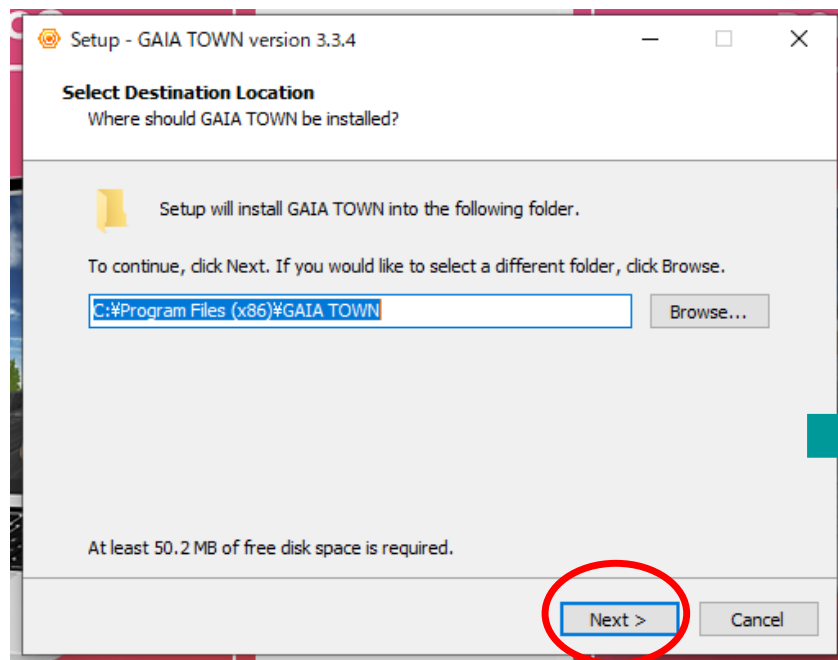 Setup - GAIA TOWN version 3.3.4
Select Destination Location
Where should GAIA TOWN be installed?
Setup will install GAIA TOWN into the following folder.
To continue, click Next. If you would like to select a different folder, click Browse.
C:¥Program Files (x86)¥GAIA TOWN
Browse...
At least 50.2 MB of free disk space is required.
Next >
Cancel